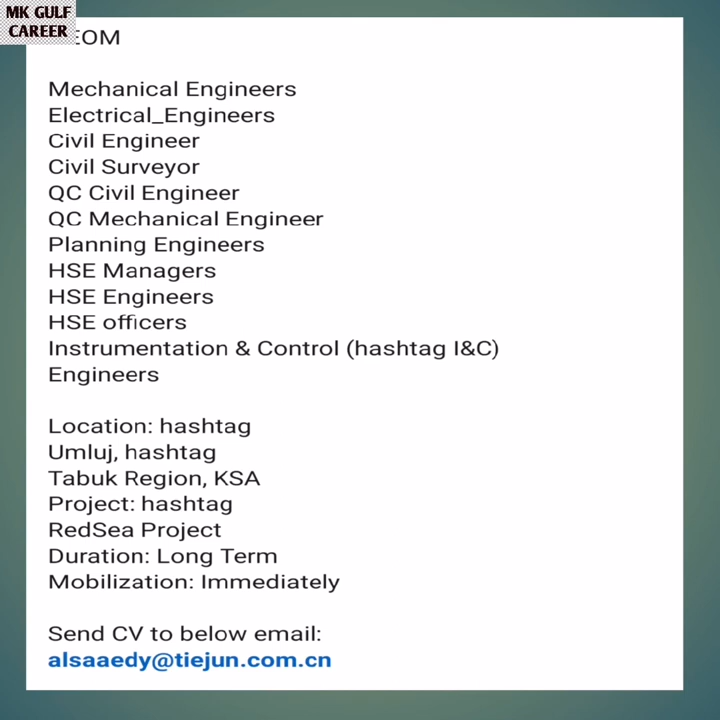 MK GULF
CAREER
EOM
Mechanical Engineers
Electrical_Engineers
Civil Engineer
Civil Surveyor
QC Civil Engineer
QC Mechanical Engineer
Planning Engineers
HSE Managers
HSE Engineers
HSE officers
Instrumentation & Control (hashtag I&C)
Engineers
Location: hashtag
Umluj, hashtag
Tabuk Region, KSA
Project: hashtag
RedSea Project
Duration: Long Term
Mobilization: Immediately
Send CV to below email:
alsaaedy@tiejun.com.cn